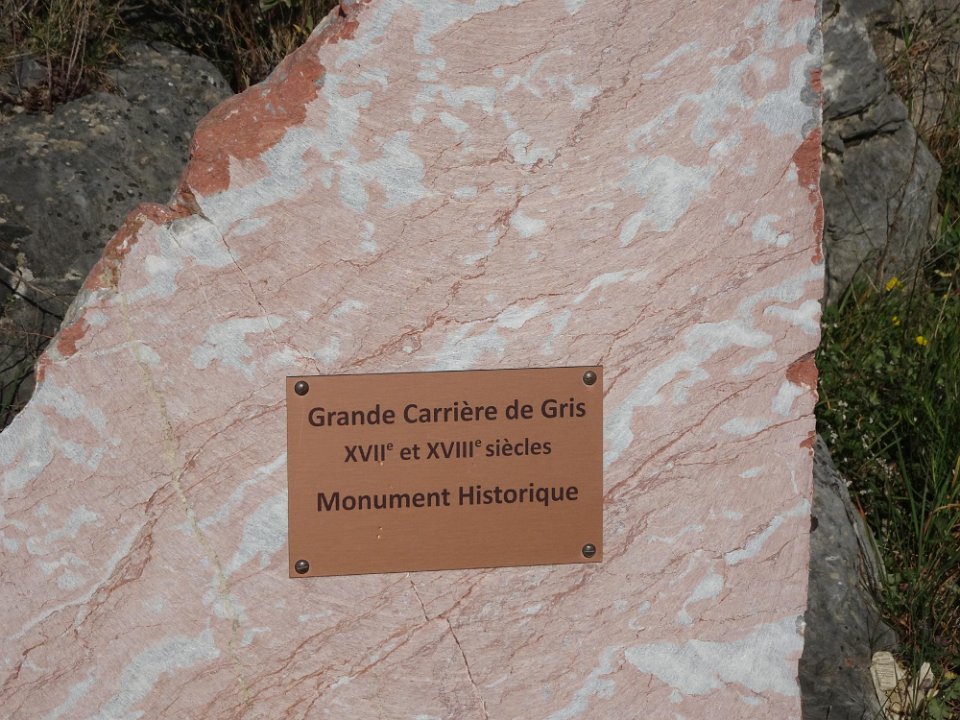 Grande Carrière de Gris
XVIIᵉ et XVIIIᵉ siècles
Monument Historique